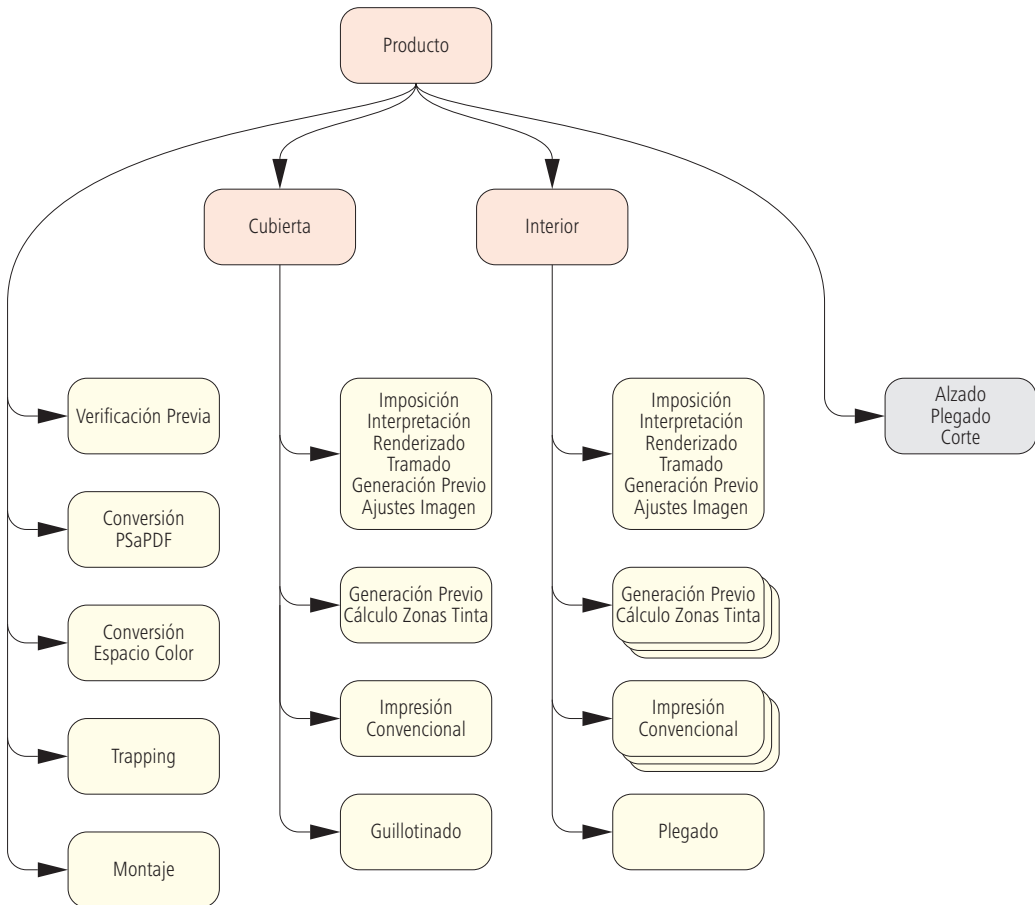 Producto
Cubierta
Interior
Verificación Previa
Conversión
PSaPDF
Conversión
Espacio Color
Trapping
Montaje
Imposición
Interpretación
Renderizado
Tramado
Generación Previo
Ajustes Imagen
Generación Previo
Cálculo Zonas Tinta
Impresión
Convencional
Guillotinado
Imposición
Interpretación
Renderizado
Tramado
Generación Previo
Ajustes Imagen
Generación Previo
Cálculo Zonas Tinta
Impresión
Convencional
Plegado
Alzado
Plegado
Corte